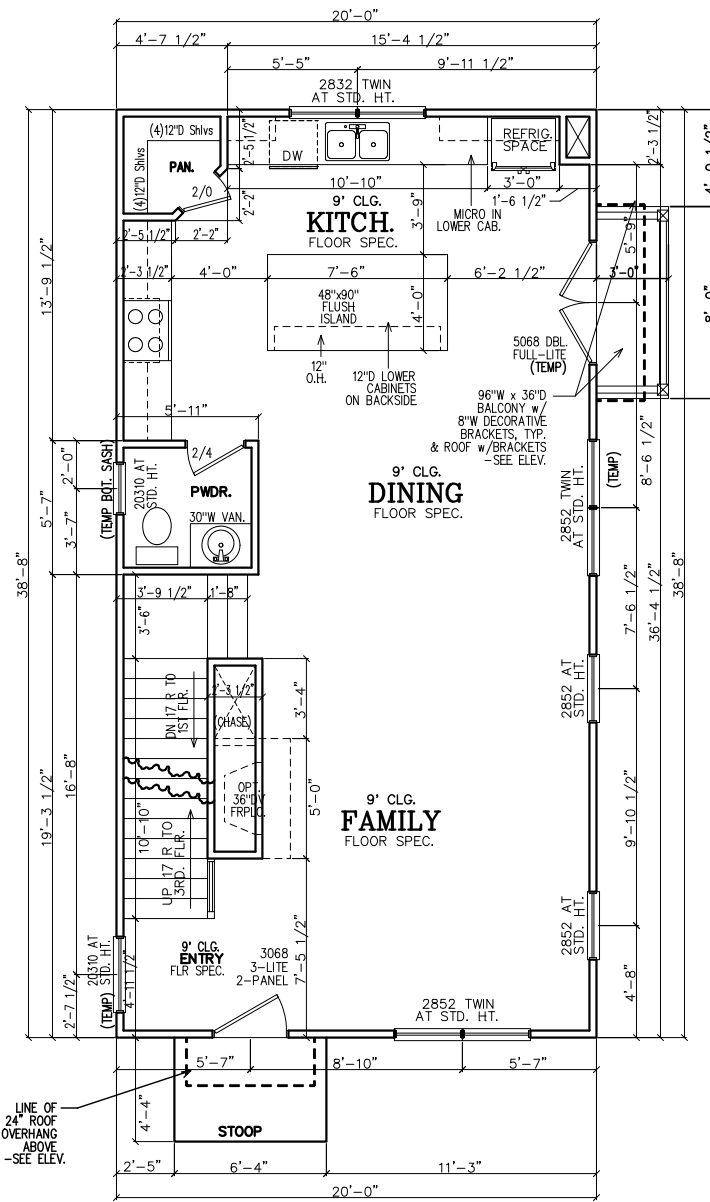 20'-0"
4'-7 1/2"
15'-4 1/2"
5'-5"
9'-11 1/2"
2832 TWIN
AT STD. HT.
(4)12"D Shlvs
(4)12"D Shlvs
PAN.
2/0
2'-5 1/2"
2'-2"
DW
REFRIG.
SPACE
2'-3 1/2"
10'-10"
3'-0"
1'-6 1/2"
9' CLG.
KITCH.
FLOOR SPEC.
3'-9"
MICRO IN
LOWER CAB.
5'-9"
2'-5 1/2"
2'-2"
2'-3 1/2"
4'-0"
7'-6"
6'-2 1/2"
3'-0"
8'-0"
13'-9 1/2"
48"x90"
FLUSH
ISLAND
4'-0"
12"
O.H.
12"D LOWER
CABINETS
ON BACKSIDE
5068 DBL.
FULL-LITE
(TEMP)
96"W x 36"D
BALCONY w/
8"W DECORATIVE
BRACKETS, TYP.
& ROOF w/BRACKETS
-SEE ELEV.
5'-11"
2/4
PWDR.
30"W VAN.
20310 AT
STD. HT.
(TEMP BOT. SASH)
2'-0"
5'-7"
3'-7"
9' CLG.
DINING
FLOOR SPEC.
2852 TWIN
AT STD. HT.
(TEMP)
8'-6 1/2"
38'-8"
7'-6 1/2"
36'-4 1/2"
38'-8"
3'-9 1/2"
1'-8"
3'-6"
2852 AT
STD. HT.
2'-3 1/2"
(CHASE)
3'-4"
DN 17 R TO
1ST FLR.
OPT.
36"DV
FRPLC.
5'-0"
9' CLG.
FAMILY
FLOOR SPEC.
16'-8"
19'-3 1/2"
10'-10"
UP 17 R TO
3RD. FLR.
9'-10 1/2"
2852 AT
STD. HT.
9' CLG.
ENTRY
FLR SPEC.
3068
3-LITE
2-PANEL
7'-5 1/2"
20310 AT
STD. HT.
(TEMP)
4'-11 1/2"
2'-7 1/2"
4'-8"
2852 TWIN
AT STD. HT.
5'-7"
8'-10"
5'-7"
LINE OF
24" ROOF
OVERHANG
ABOVE
-SEE ELEV.
4'-4"
STOOP
2'-5"
6'-4"
11'-3"
20'-0"